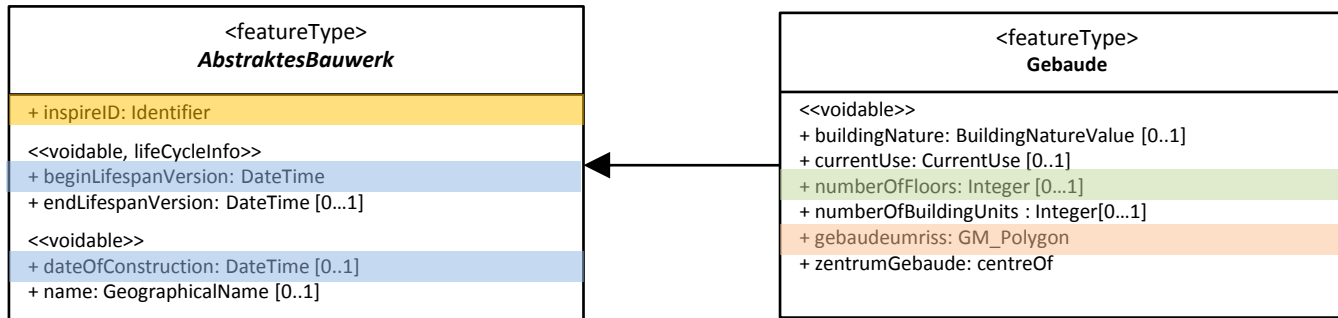 <featureType>
AbstraktesBauwerk
+ inspireID: Identifier
<<voidable, lifeCycleInfo>>
+ beginLifespanVersion: DateTime
+ endLifespanVersion: DateTime [0...1]
<<voidable>>
+ dateOfConstruction: DateTime [0..1]
+ name: GeographicalName [0..1]
<featureType>
Gebaude
<<voidable>>
+ buildingNature: BuildingNatureValue [0..1]
+ currentUse: CurrentUse [0..1]
+ numberOfFloors: Integer [0...1]
+ numberOfBuildingUnits : Integer[0...1]
+ gebaudeumriss: GM_Polygon
+ zentrumGebaude: centreOf